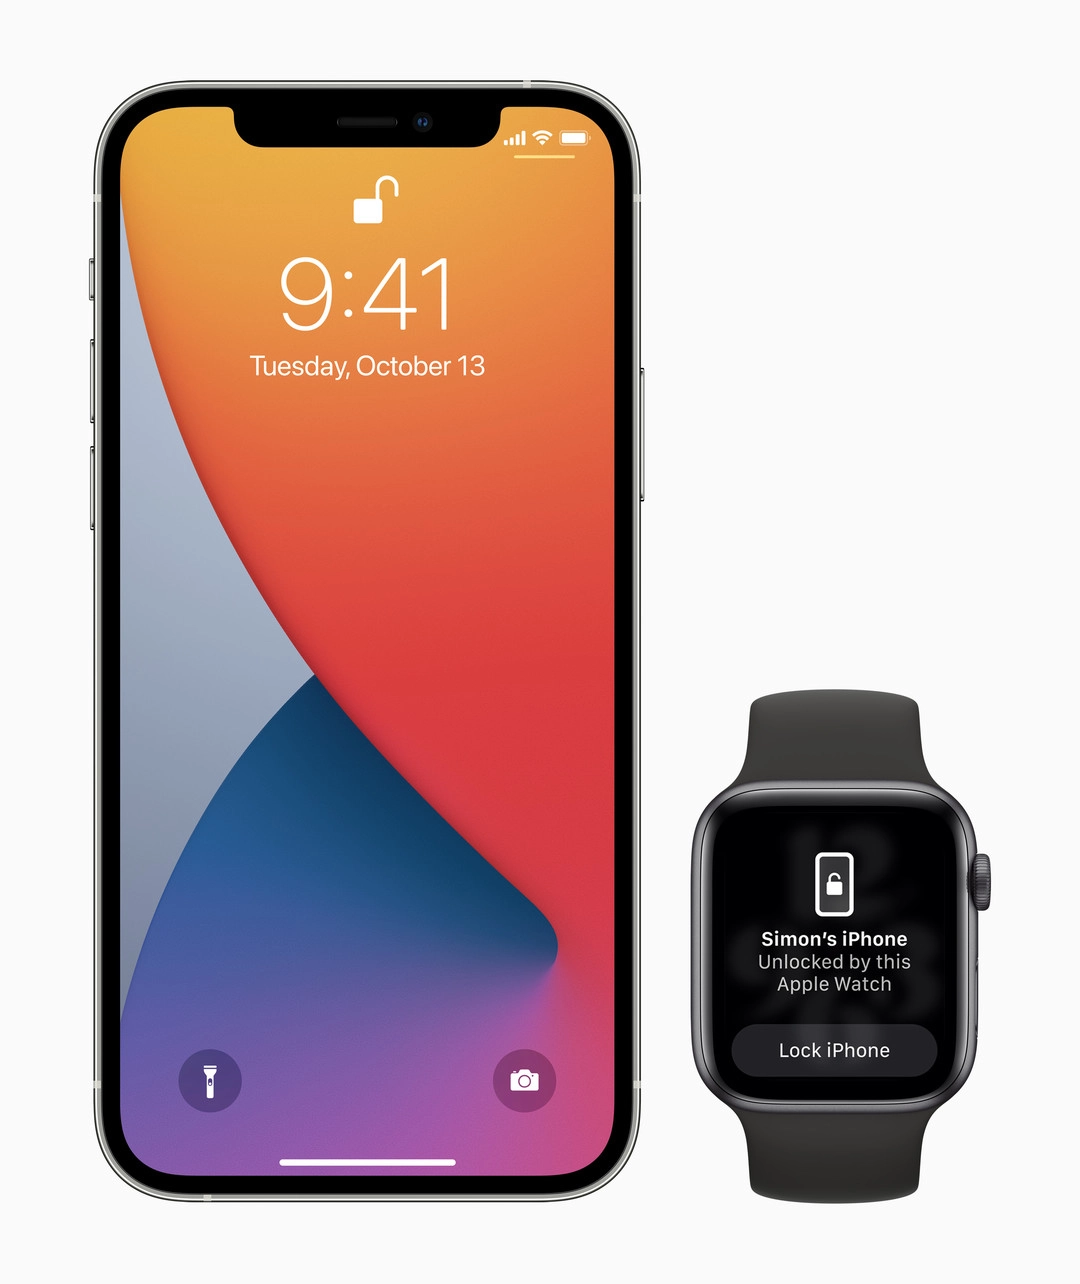 9:41
Tuesday, October 13
Simon's iPhone
Unlocked by this
Apple Watch
Lock iPhone